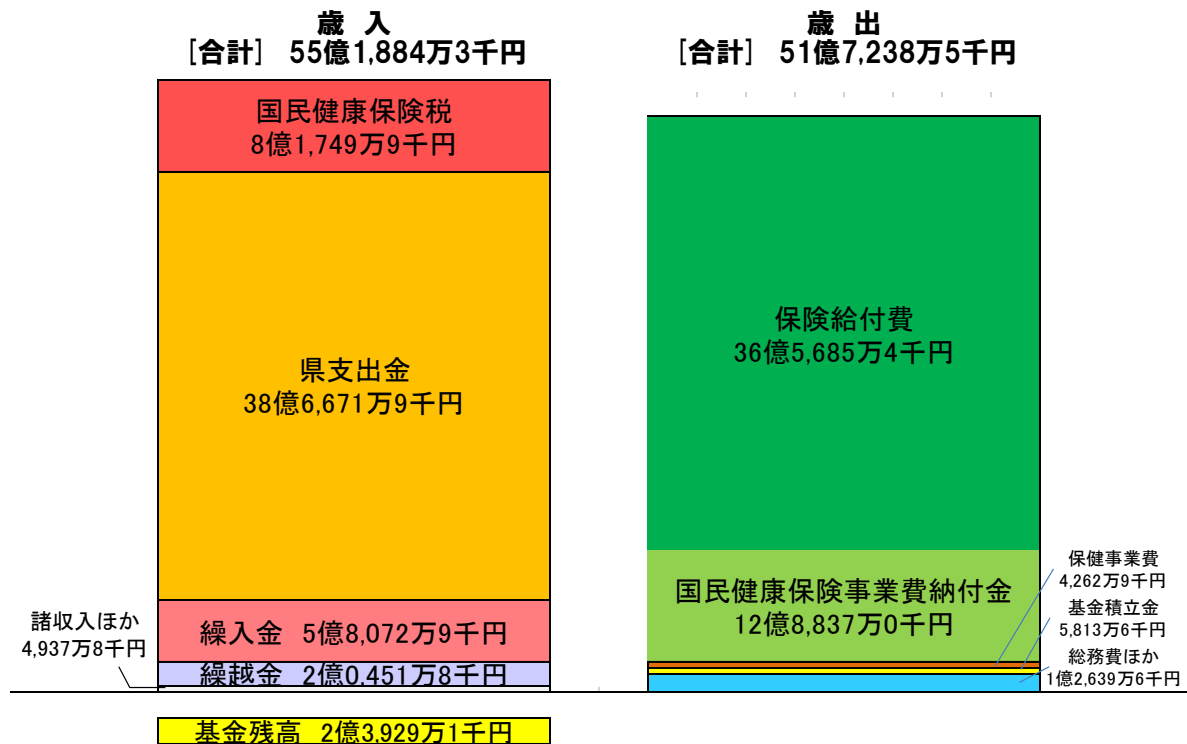 歳 入
[合計] 55億1,884万3千円
国民健康保険税
8億1,749万9千円
県支出金
38億6,671万9千円
繰入金 5億8,072万9千円
繰越金 2億0,451万8千円
諸収入ほか
4,937万8千円
基金残高 2億3,929万1千円
歳 出
[合計] 51億7,238万5千円
保険給付費
36億5,685万4千円
国民健康保険事業費納付金
12億8,837万0千円
保健事業費
4,262万9千円
基金積立金
5,813万6千円
総務費ほか
1億2,639万6千円